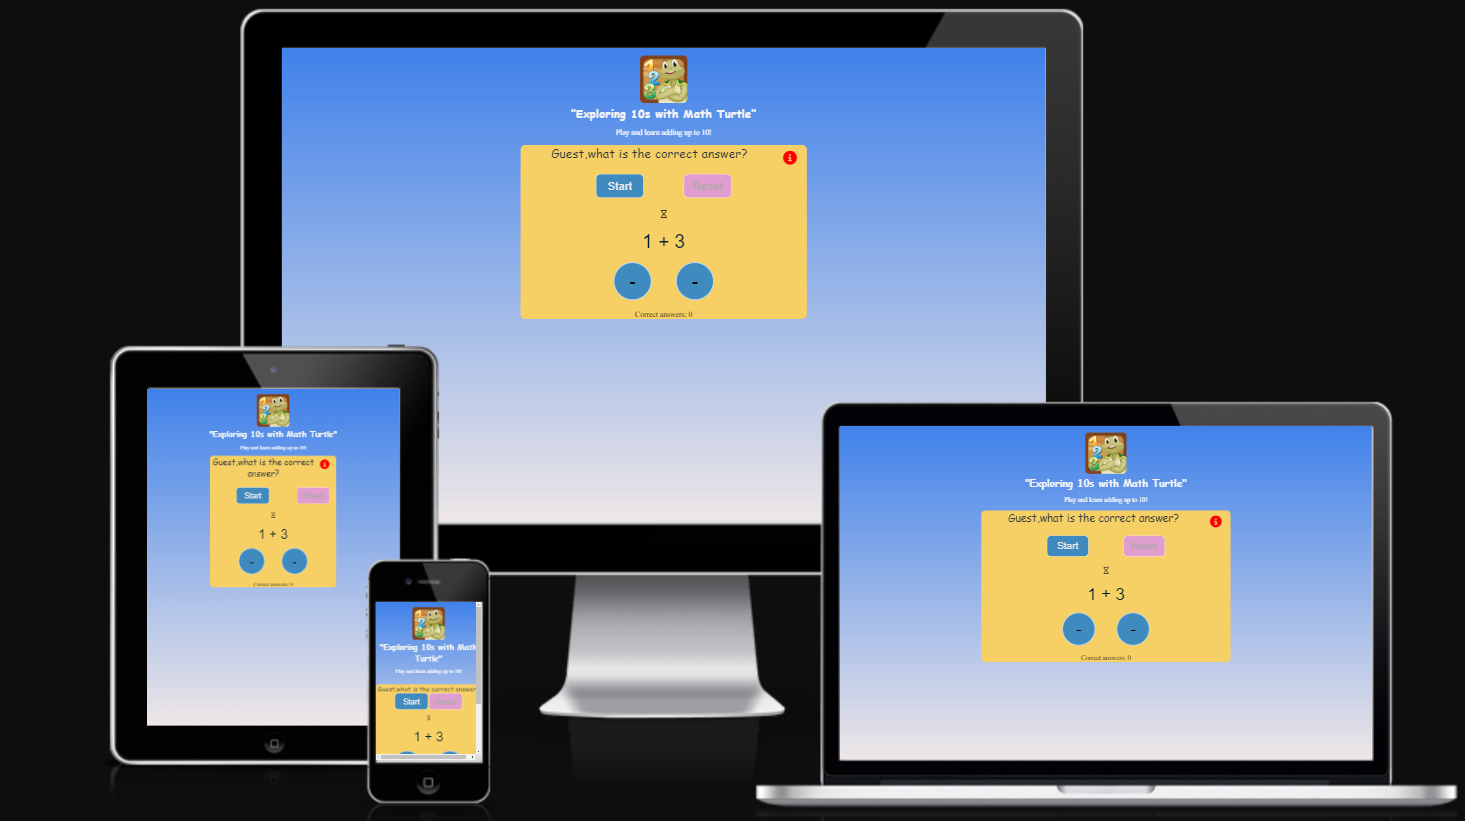 "Exploring 10s with Math Turtle"
Play and learn adding up to 10!
Guest,what is the correct answer?
Start Reset
1 + 3
- -
Correct answers: 0
"Exploring 10s with Math Turtle"
Play and learn adding up to 10!
Guest,what is the correct
answer?
Start Reset
1 + 3
- -
Correct answers: 0
"Exploring 10s with Math
Turtle"
Play and learn adding up to 10!
Guest,what is the correct answer
Start Reset
1 + 3
"Exploring 10s with Math Turtle"
Play and learn adding up to 10!
Guest,what is the correct answer?
Start Reset
1 + 3
- -
Correct answers: 0